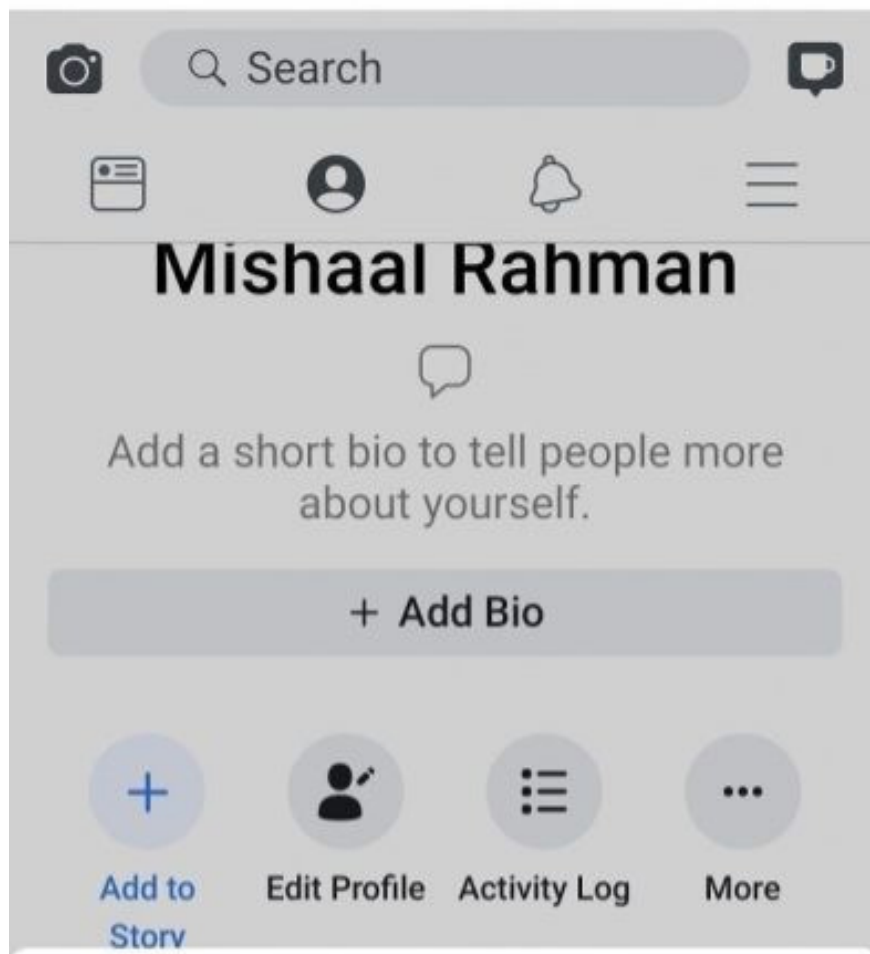 Search
Mishaal Rahman
Add a short bio to tell people more
about yourself.
+ Add Bio
Add to
Story
Edit Profile
Activity Log
More